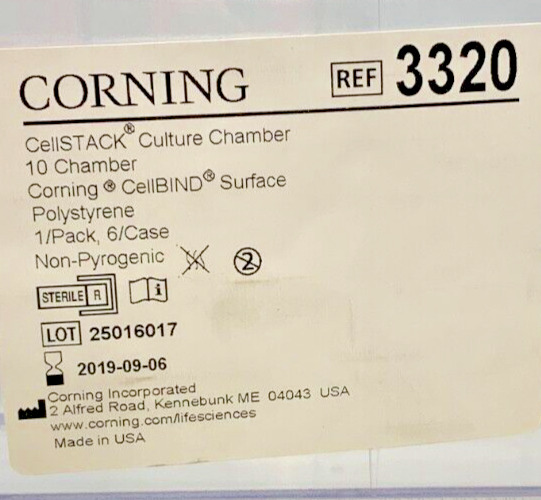 CORNING REF 3320
CellSTACK® Culture Chamber
10 Chamber
Corning ® CellBIND® Surface
Polystyrene
1/Pack, 6/Case
Non-Pyrogenic 2
STERILE R i
LOT 25016017
2019-09-06
Corning Incorporated
2 Alfred Road, Kennebunk ME 04043 USA
www.corning.com/lifesciences
Made in USA